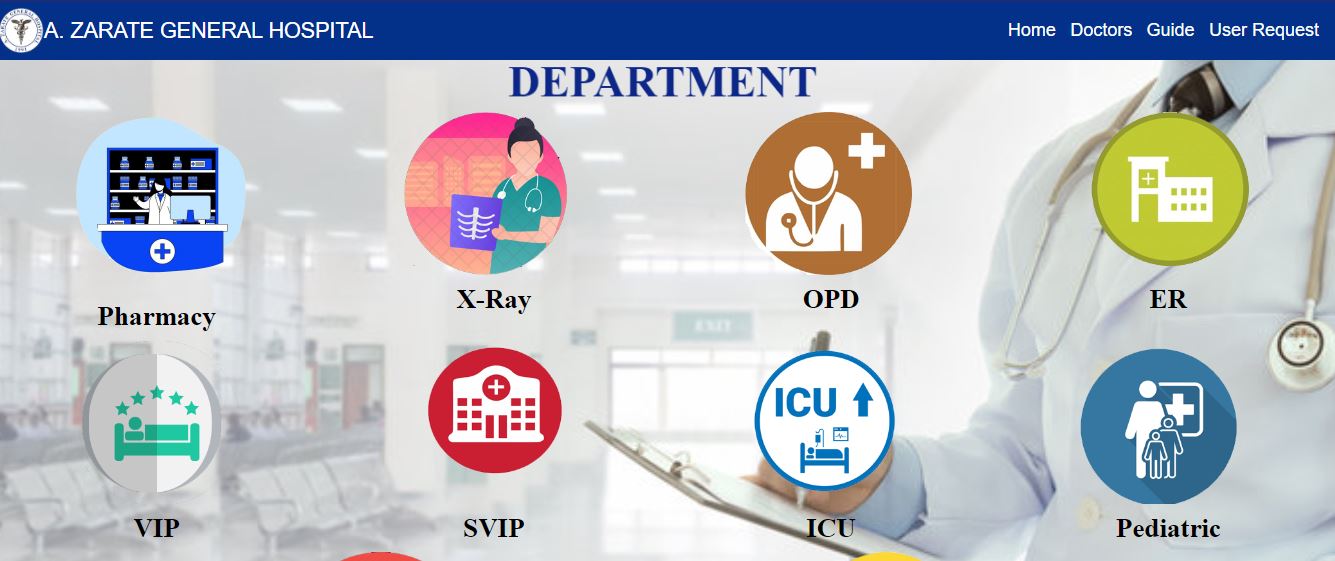 A. ZARATE GENERAL HOSPITAL
Home Doctors Guide User Request
DEPARTMENT
Pharmacy
X-Ray
OPD
ER
EXIT
ICU
VIP
SVIP
ICU
Pediatric